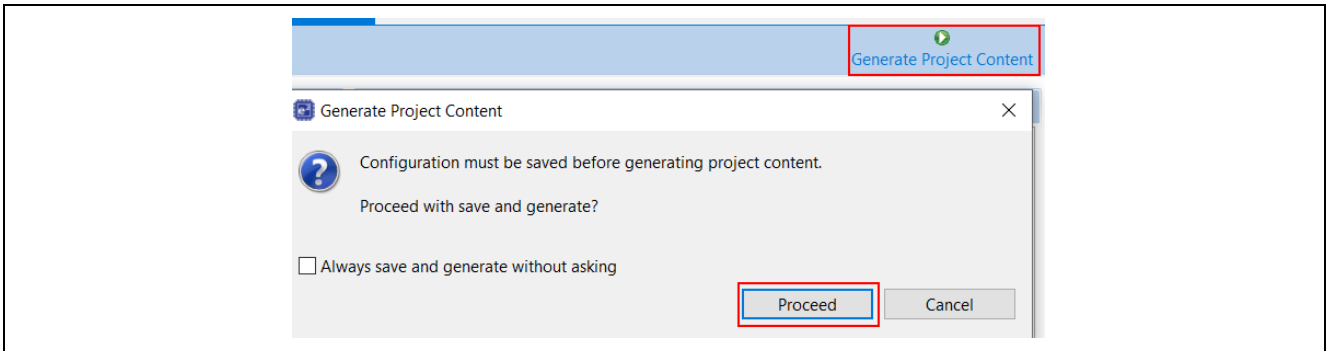 Generate Project Content
Generate Project Content
Configuration must be saved before generating project content.
Proceed with save and generate?
Always save and generate without asking
Proceed
Cancel